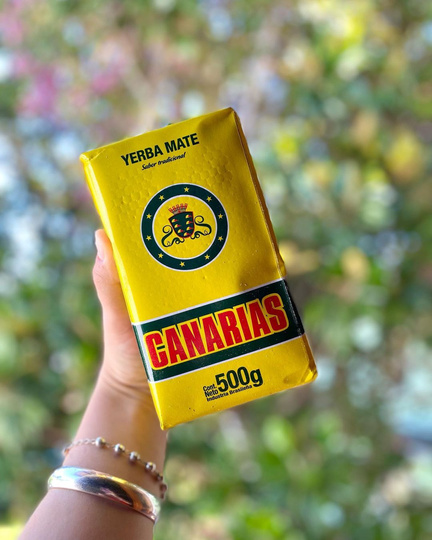 YERBA MATE
Sabor tradicional
CANARIAS
Cont. Neto 500g
Industria Brasileña